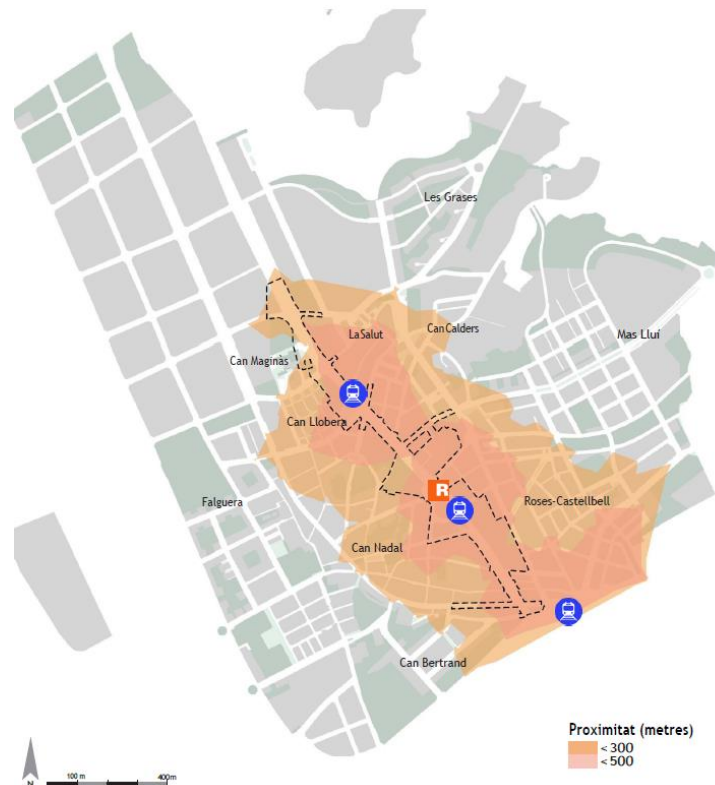 Les Grases
La Salut
Can Calders
Mas Lluí
Can Maginàs
Can Llobera
Falguera
R
Roses-Castellbell
Can Nadal
Can Bertrand
Proximitat (metres)
< 300
< 500
N
100 m
400m